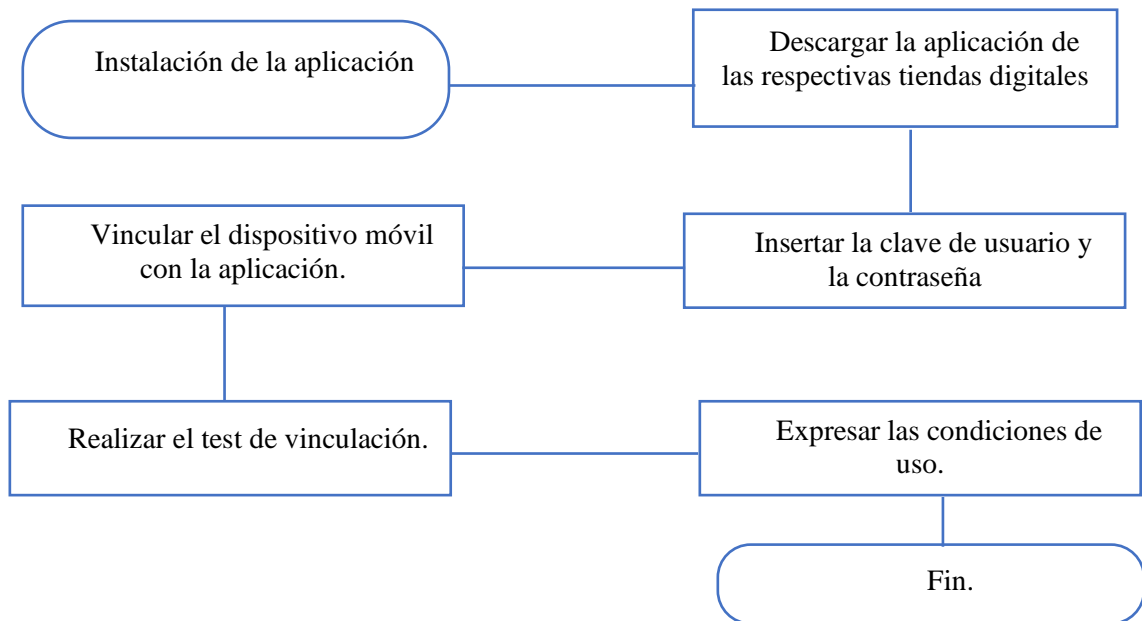 Instalación de la aplicación
Descargar la aplicación de
las respectivas tiendas digitales
Insertar la clave de usuario y
la contraseña
Vincular el dispositivo móvil
con la aplicación.
Realizar el test de vinculación.
Expresar las condiciones de
uso.
Fin.